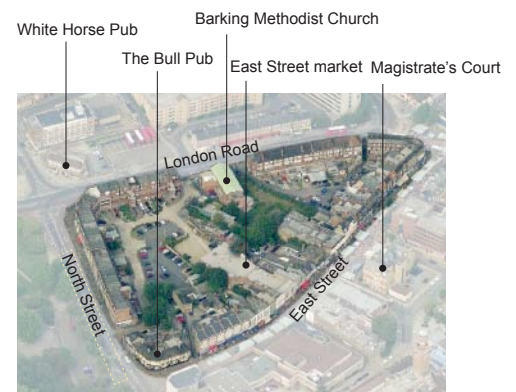 Barking Methodist Church
White Horse Pub
The Bull Pub
East Street market
Magistrate's Court
London Road
North Street
East Street